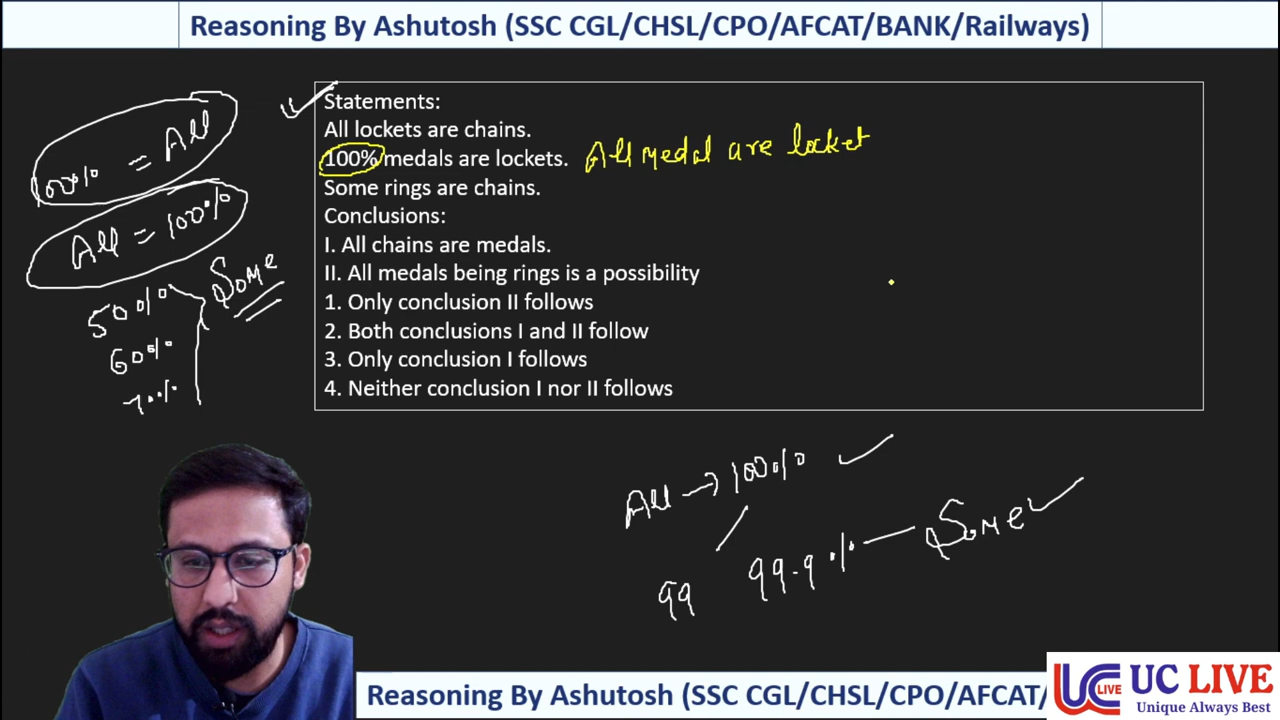 Reasoning By Ashutosh (SSC CGL/CHSL/CPO/AFCAT/BANK/Railways)
100% = All
All = 100%
50%
60%
70%
Some
Statements:
All lockets are chains.
100% medals are lockets. All medal are locket
Some rings are chains.
Conclusions:
I. All chains are medals.
II. All medals being rings is a possibility
1. Only conclusion II follows
2. Both conclusions I and II follow
3. Only conclusion I follows
4. Neither conclusion I nor II follows
All → 100%
99 99.9% — Some
Reasoning By Ashutosh (SSC CGL/CHSL/CPO/AFCAT/
UC LIVE
UC LIVE
Unique Always Best